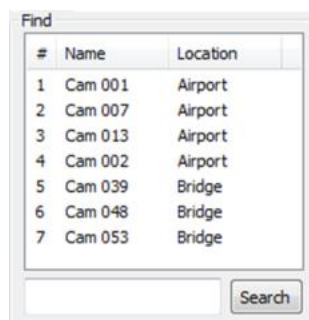 Find
# Name Location
1 Cam 001 Airport
2 Cam 007 Airport
3 Cam 013 Airport
4 Cam 002 Airport
5 Cam 039 Bridge
6 Cam 048 Bridge
7 Cam 053 Bridge
Search